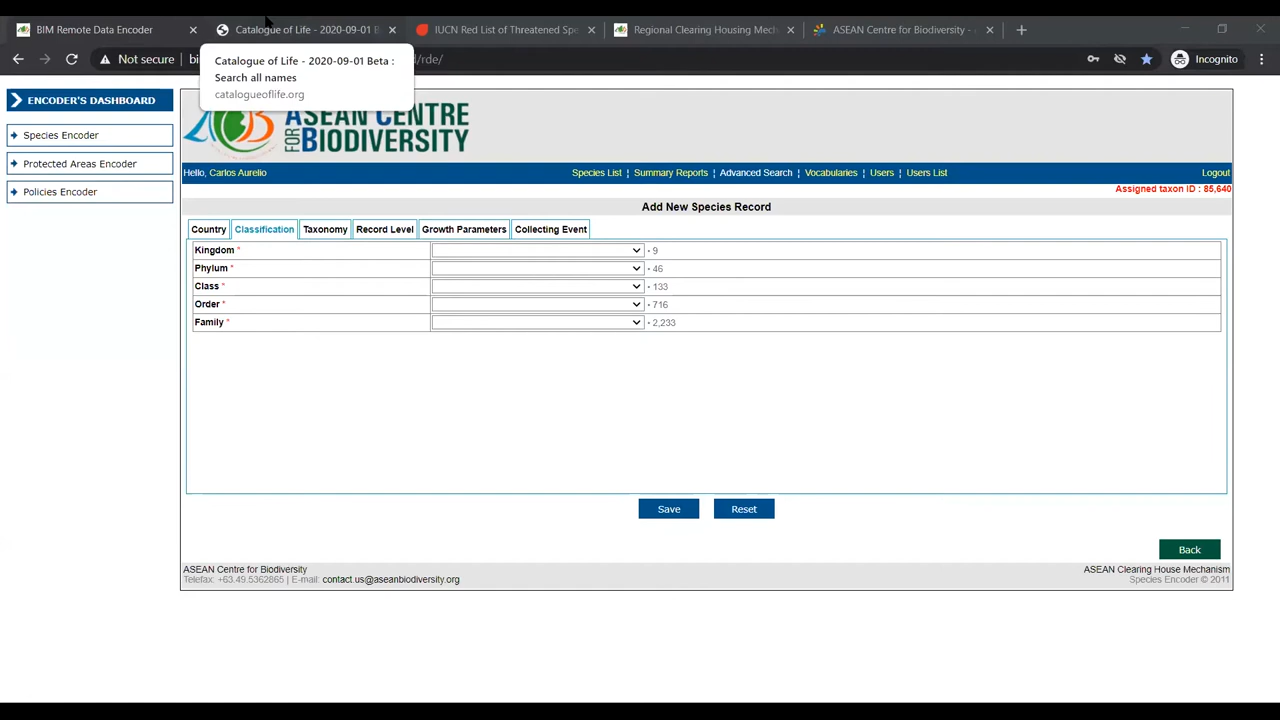 BIM Remote Data Encoder
Catalogue of Life - 2020-09-01 B
IUCN Red List of Threatened Spe
Regional Clearing Housing Mech
ASEAN Centre for Biodiversity -
Not secure
bi
d/rde/
Incognito
Catalogue of Life - 2020-09-01 Beta :
Search all names
catalogueoflife.org
ENCODER'S DASHBOARD
Species Encoder
Protected Areas Encoder
Policies Encoder
ACB
ASEAN CENTRE
FOR BIODIVERSITY
Hello, Carlos Aurelio
Species List | Summary Reports | Advanced Search | Vocabularies | Users | Users List
Logout
Assigned taxon ID : 85,640
Add New Species Record
Country Classification Taxonomy Record Level Growth Parameters Collecting Event
Kingdom * • 9
Phylum * • 46
Class * • 133
Order * • 716
Family * • 2,233
Save Reset
Back
ASEAN Centre for Biodiversity
Telefax: +63.49.5362865 | E-mail: contact.us@aseanbiodiversity.org
ASEAN Clearing House Mechanism
Species Encoder © 2011